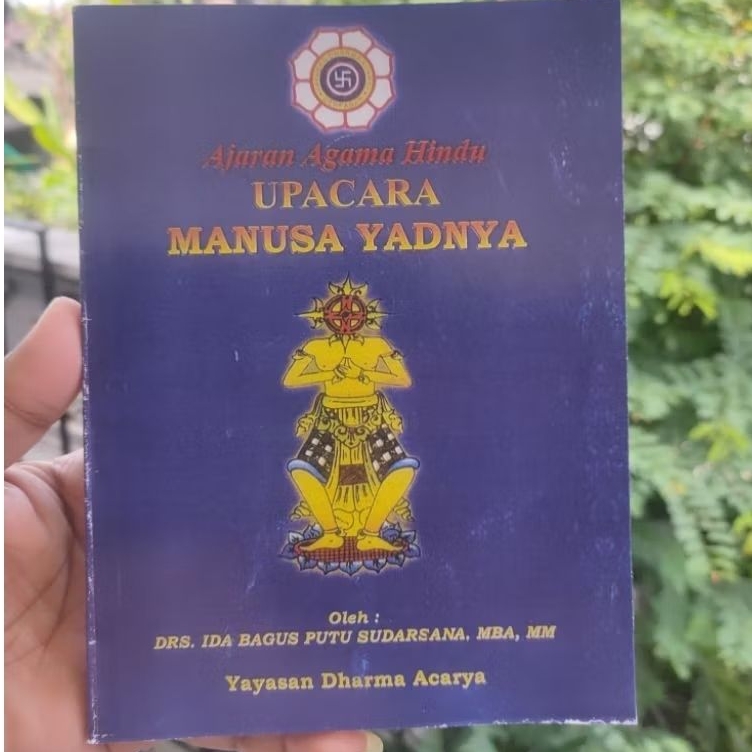 Ajaran Agama Hindu
UPACARA
MANUSA YADNYA
Oleh :
DRS. IDA BAGUS PUTU SUDARSANA. MBA, MM
Yayasan Dharma Acarya